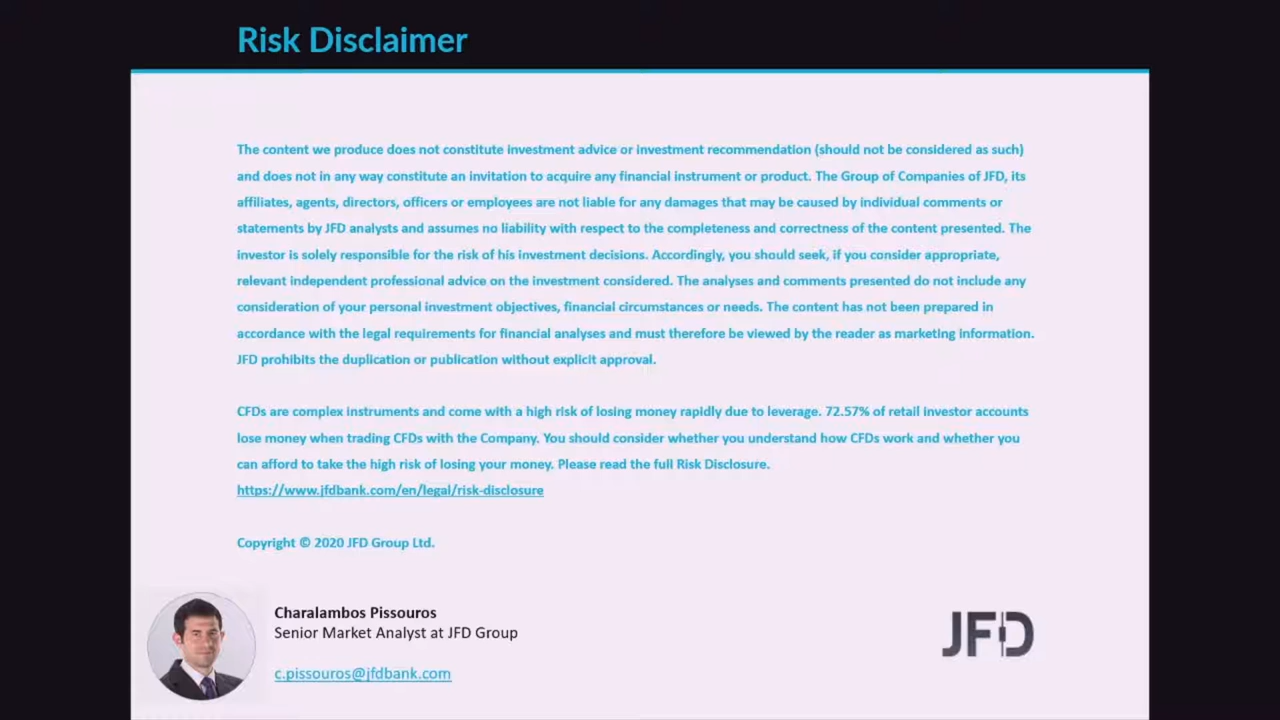 Risk Disclaimer
The content we produce does not constitute investment advice or investment recommendation (should not be considered as such)
and does not in any way constitute an invitation to acquire any financial instrument or product. The Group of Companies of JFD, its
affiliates, agents, directors, officers or employees are not liable for any damages that may be caused by individual comments or
statements by JFD analysts and assumes no liability with respect to the completeness and correctness of the content presented. The
investor is solely responsible for the risk of his investment decisions. Accordingly, you should seek, if you consider appropriate,
relevant independent professional advice on the investment considered. The analyses and comments presented do not include any
consideration of your personal investment objectives, financial circumstances or needs. The content has not been prepared in
accordance with the legal requirements for financial analyses and must therefore be viewed by the reader as marketing information.
JFD prohibits the duplication or publication without explicit approval.
CFDs are complex instruments and come with a high risk of losing money rapidly due to leverage. 72.57% of retail investor accounts
lose money when trading CFDs with the Company. You should consider whether you understand how CFDs work and whether you
can afford to take the high risk of losing your money. Please read the full Risk Disclosure.
https://www.jfdbank.com/en/legal/risk-disclosure
Copyright © 2020 JFD Group Ltd.
Charalambos Pissouros
Senior Market Analyst at JFD Group
c.pissouros@jfdbank.com
JFD